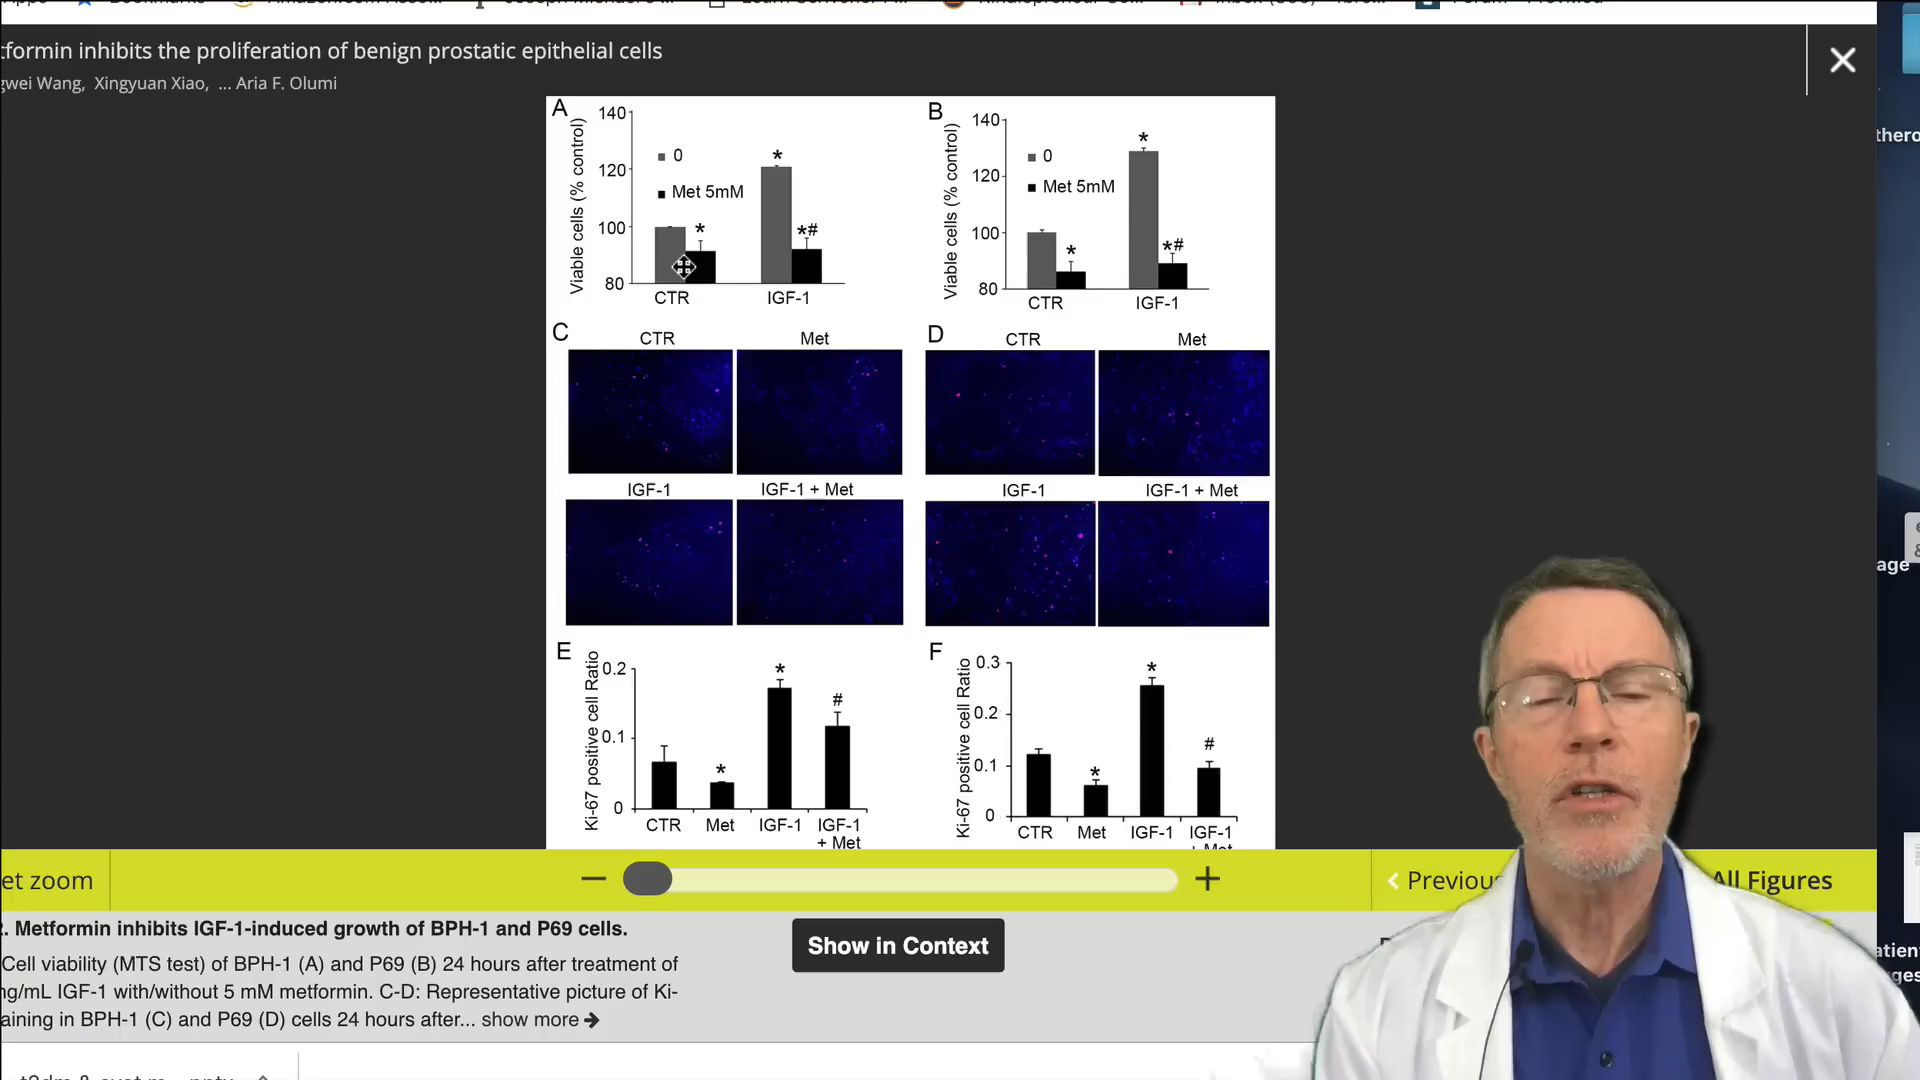 Metformin inhibits the proliferation of benign prostatic epithelial cells
gwei Wang, Xingyuan Xiao, ... Aria F. Olumi
A
Viable cells (% control)
140
120
100
80
0
Met 5mM
*
*
*#
CTR
IGF-1
B
Viable cells (% control)
140
120
100
80
0
Met 5mM
*
*
*#
CTR
IGF-1
C
CTR
Met
IGF-1
IGF-1 + Met
D
CTR
Met
IGF-1
IGF-1 + Met
E
Ki-67 positive cell Ratio
0.2
0.1
0
*
*
#
CTR
Met
IGF-1
IGF-1
+ Met
F
Ki-67 positive cell Ratio
0.3
0.2
0.1
0
*
*
#
CTR
Met
IGF-1
IGF-1
+ Met
et zoom
Previous
All Figures
2. Metformin inhibits IGF-1-induced growth of BPH-1 and P69 cells.
Cell viability (MTS test) of BPH-1 (A) and P69 (B) 24 hours after treatment of
ng/mL IGF-1 with/without 5 mM metformin. C-D: Representative picture of Ki-
aining in BPH-1 (C) and P69 (D) cells 24 hours after... show more
Show in Context
thero
age
atien
ges